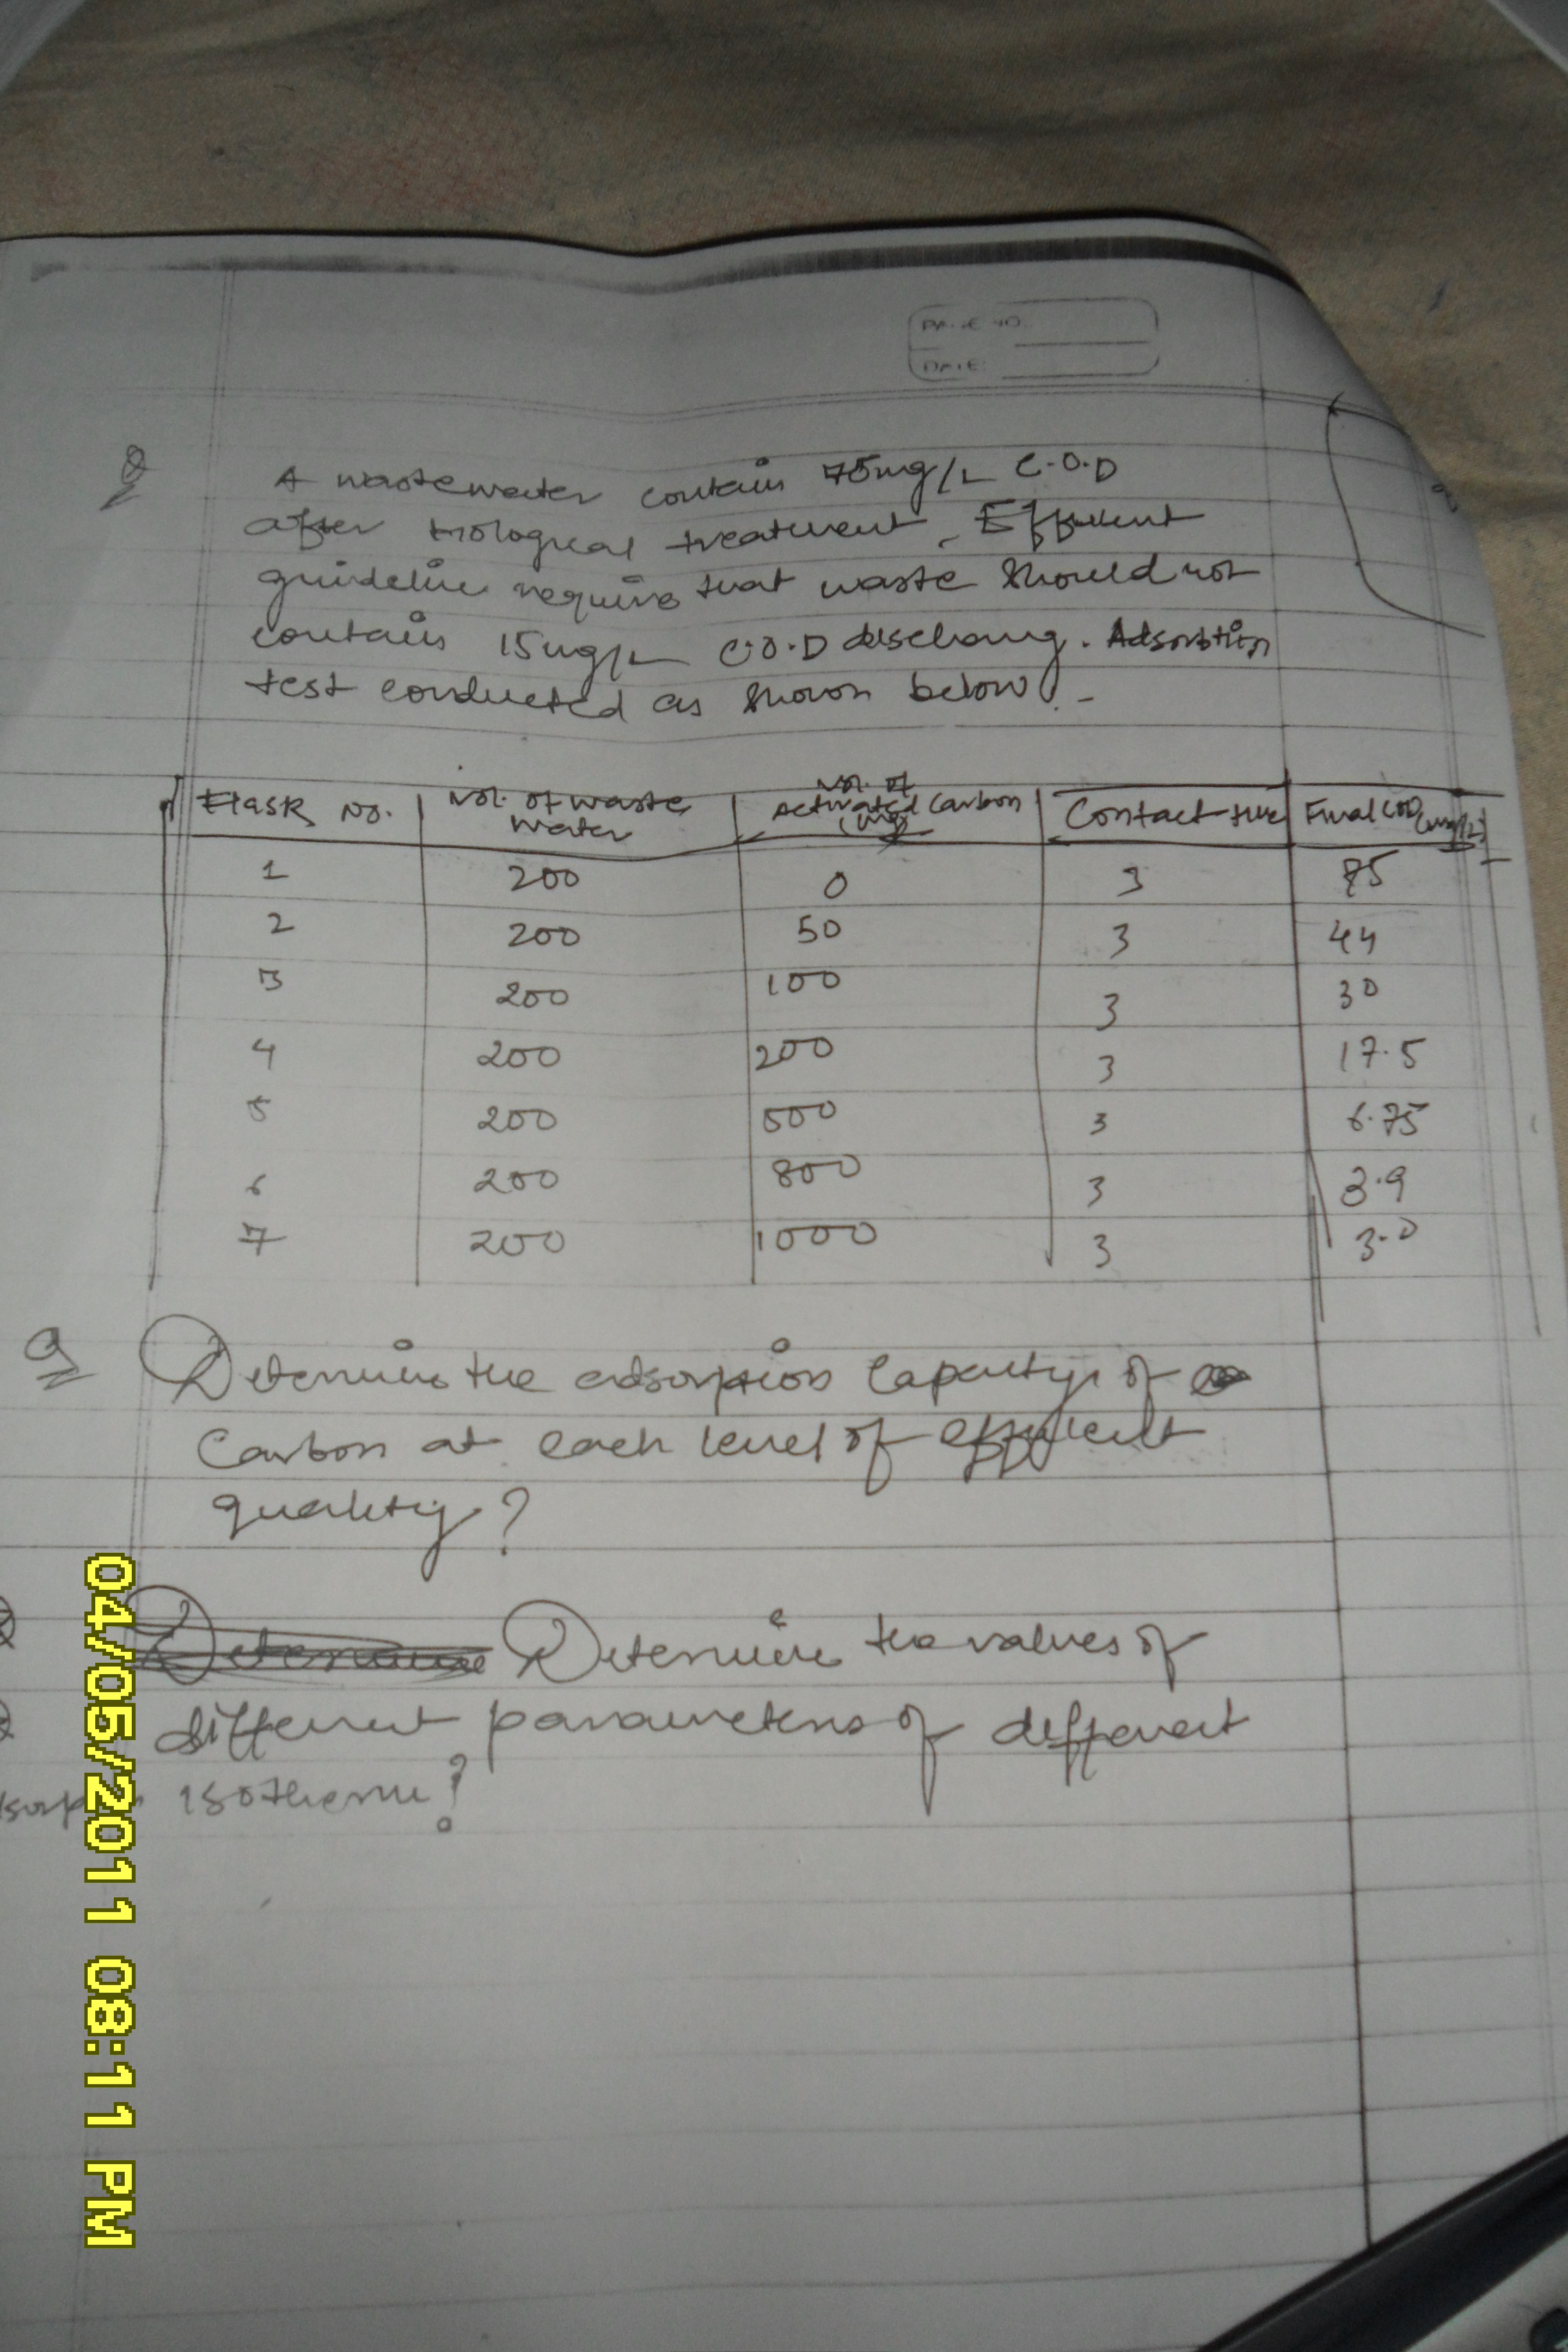 PAGE NO.
DATE
Q
A wastewater contain 75mg/L C.O.D
after biological treatment. Effluent
guideline require that waste should not
contain 15mg/L C.O.D discharg. Adsorbtion
test conducted as shown below. -
Flask No. Vol. of waste water Vol. of Activated Carbon (mg) Contact time Final COD (mg/L)
1 200 0 3 75
2 200 50 3 44
3 200 100 3 30
4 200 200 3 17.5
5 200 500 3 6.75
6 200 800 3 3.9
7 200 1000 3 3.0
Q Determine the adsorption capacity of
Carbon at each level of effluent
quality?
Determine Determine the values of
different parameters of different
isotherm?
04/05/2011 08:11 PM